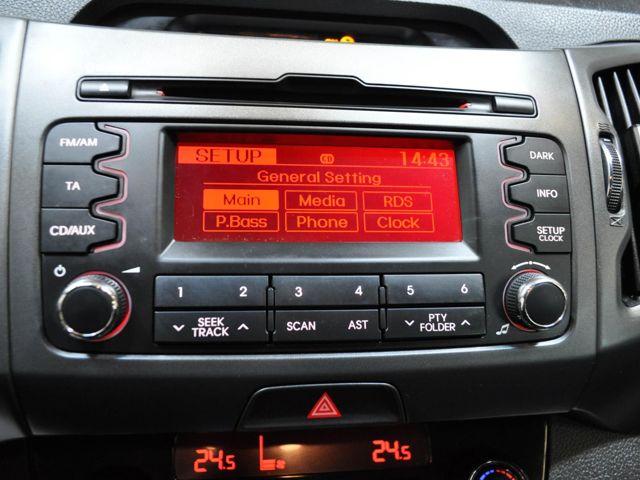 SETUP CD 14:43
General Setting
Main Media RDS
P.Bass Phone Clock
FM/AM
TA
CD/AUX
DARK
INFO
SETUP
CLOCK
1 2 3 4 5 6
SEEK
TRACK
SCAN AST
PTY
FOLDER
24.5 24.5